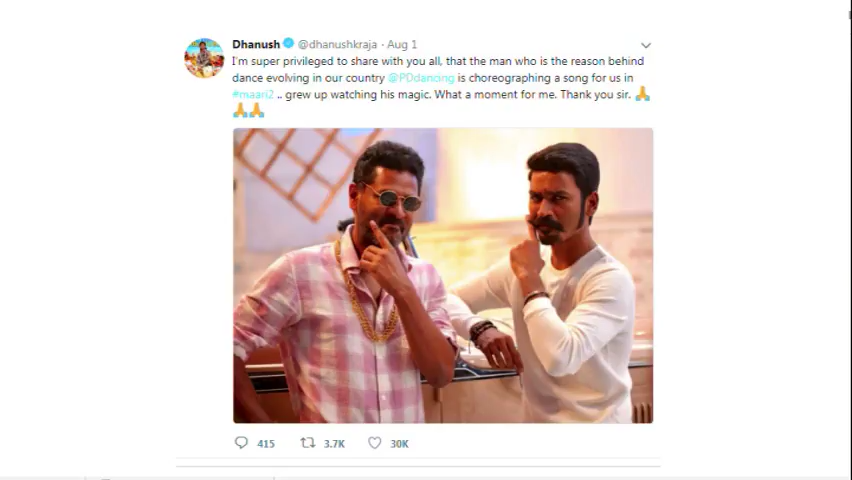 Dhanush @dhanushkraja · Aug 1
I'm super privileged to share with you all, that the man who is the reason behind
dance evolving in our country @PDdancing is choreographing a song for us in
#maari2 .. grew up watching his magic. What a moment for me. Thank you sir. 🙏
🙏🙏
415 3.7K 30K